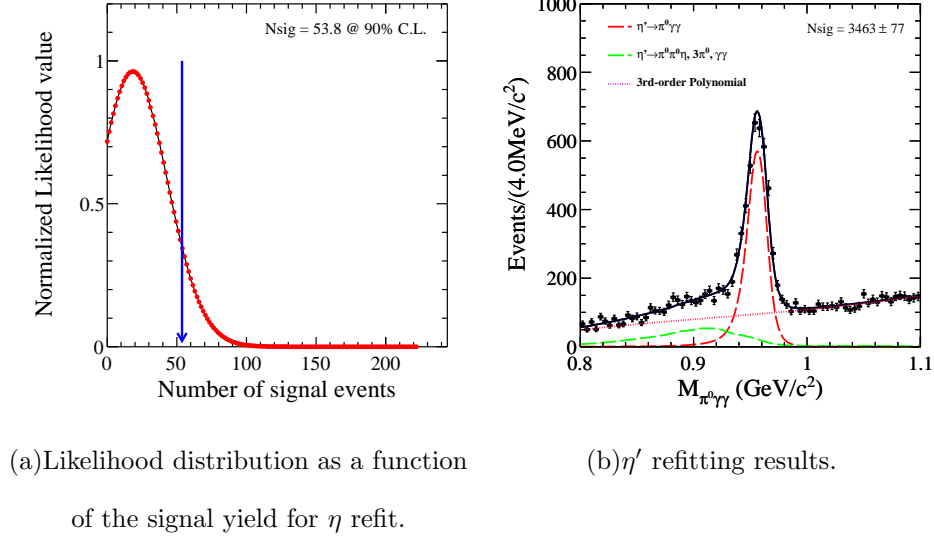 Nsig = 53.8 @ 90% C.L.
Normalized Likelihood value
1
0.5
0
0 50 100 150 200
Number of signal events
Events/(4.0MeV/c²)
1000
800
600
400
200
0
η'→π⁰γγ
η'→π⁰π⁰η, 3π⁰, γγ
3rd-order Polynomial
Nsig = 3463 ± 77
0.8 0.9 1 1.1
M_π⁰γγ (GeV/c²)
(a)Likelihood distribution as a function
of the signal yield for η refit.
(b)η′ refitting results.